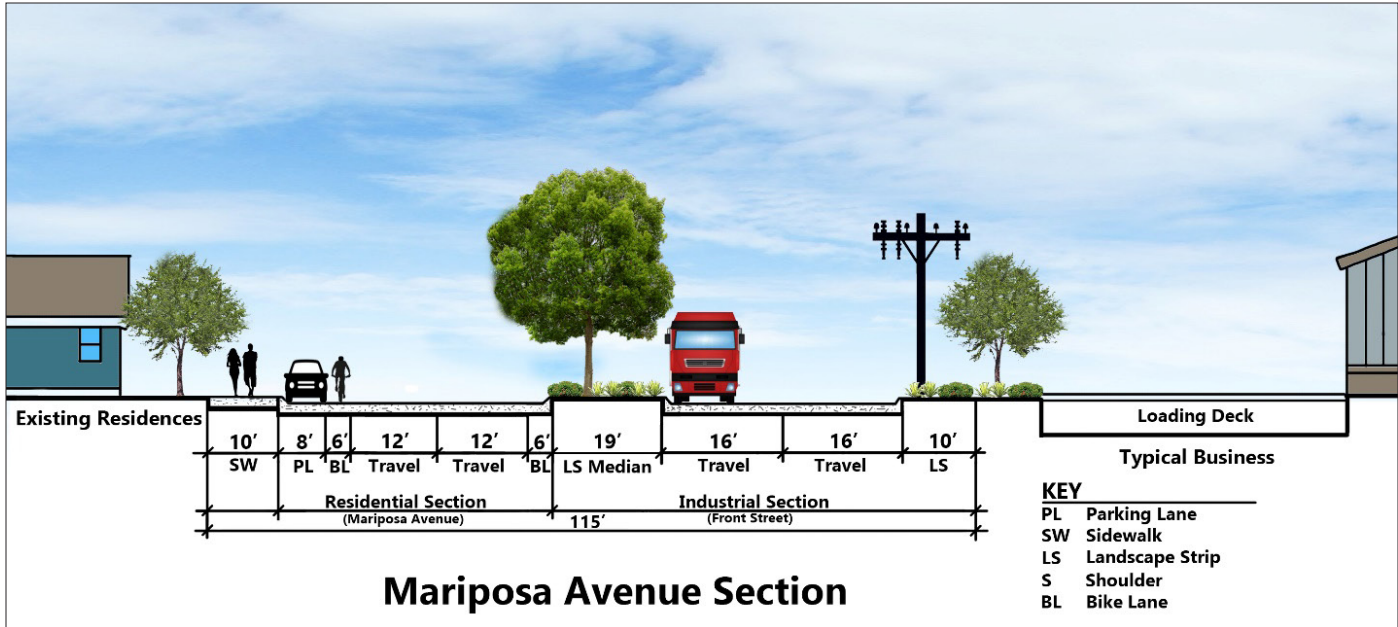 Existing Residences
10’ 8’ 6’ 12’ 12’ 6’ 19’ 16’ 16’ 10’
SW PL BL Travel Travel BL LS Median Travel Travel LS
Residential Section
(Mariposa Avenue)
Industrial Section
(Front Street)
115’
Loading Deck
Typical Business
KEY
PL Parking Lane
SW Sidewalk
LS Landscape Strip
S Shoulder
BL Bike Lane
Mariposa Avenue Section